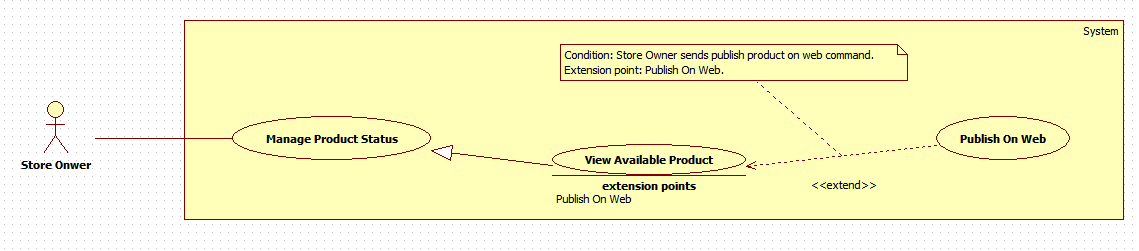 System
Condition: Store Owner sends publish product on web command.
Extension point: Publish On Web.
Manage Product Status
Publish On Web
Store Onwer
View Available Product
extension points
<<extend>>
Publish On Web